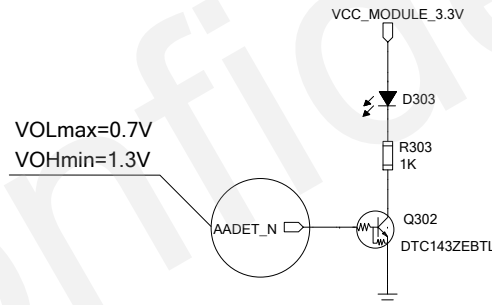 VCC_MODULE_3.3V
D303
VOLmax=0.7V
VOHmin=1.3V
R303
1K
AADET_N
Q302
DTC143ZEBTL